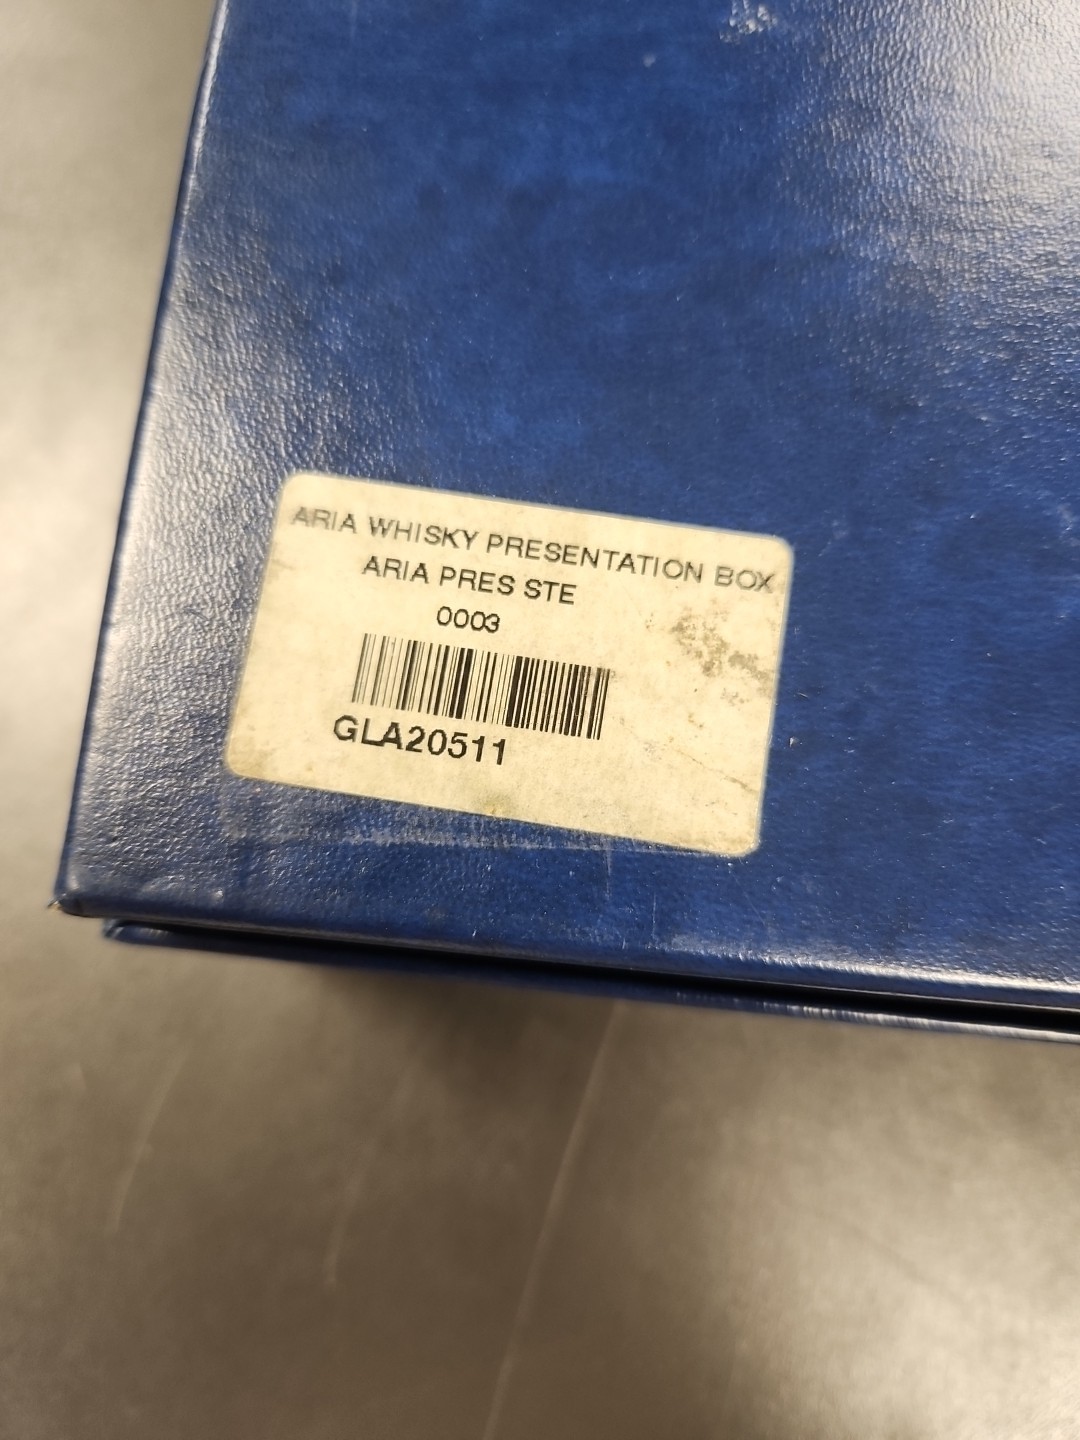 ARIA WHISKY PRESENTATION BOX
ARIA PRES STE
0003
GLA20511